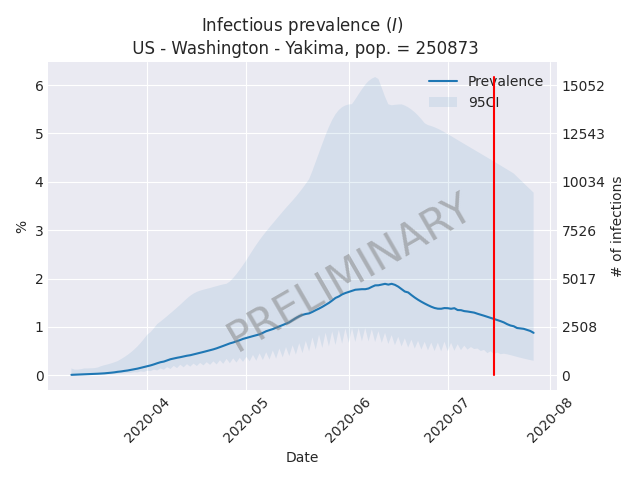 Infectious prevalence (I)
US - Washington - Yakima, pop. = 250873
Prevalence
95CI
6
5
4
3
2
1
0
%
15052
12543
10034
7526
5017
2508
0
# of infections
PRELIMINARY
2020-04
2020-05
2020-06
2020-07
2020-08
Date